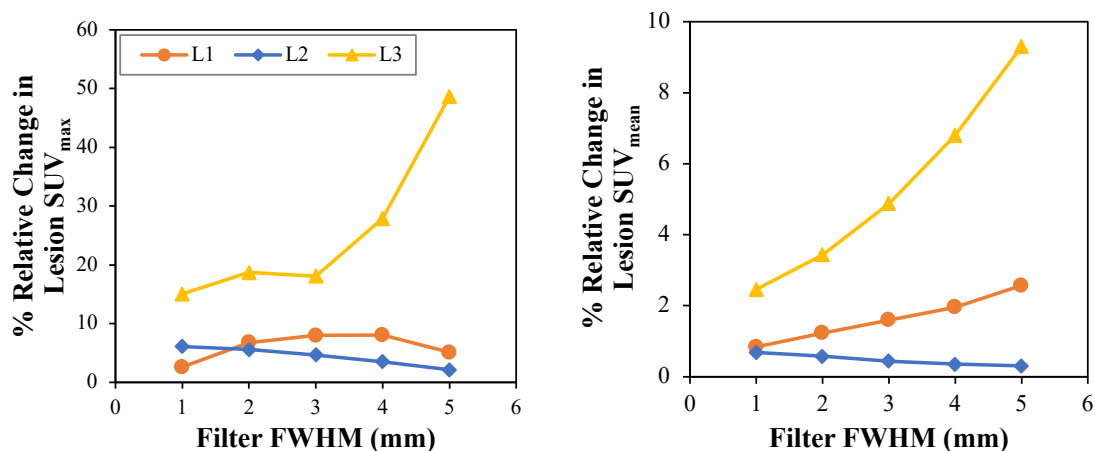 % Relative Change in
Lesion SUVmax
60
50
40
30
20
10
0
L1 L2 L3
0 1 2 3 4 5 6
Filter FWHM (mm)
% Relative Change in
Lesion SUVmean
10
8
6
4
2
0
0 1 2 3 4 5 6
Filter FWHM (mm)